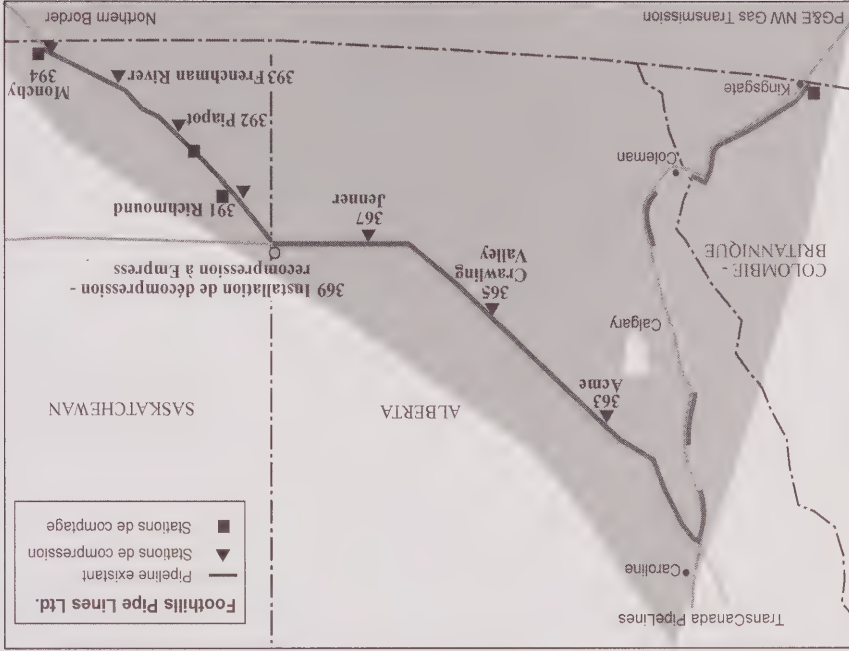 TransCanada PipeLines
Caroline
Foothills Pipe Lines Ltd.
Pipeline existant
Stations de compression
Stations de comptage
ALBERTA
SASKATCHEWAN
363
Acme
Calgary
COLOMBIE -
BRITANNIQUE
365
Crawling
Valley
369 Installation de décompression -
recompression à Empress
367
Jenner
391 Richmound
Coleman
392 Piapot
Kingsgate
393 Frenchman River
Monchy
394
PG&E NW Gas Transmission
Northern Border